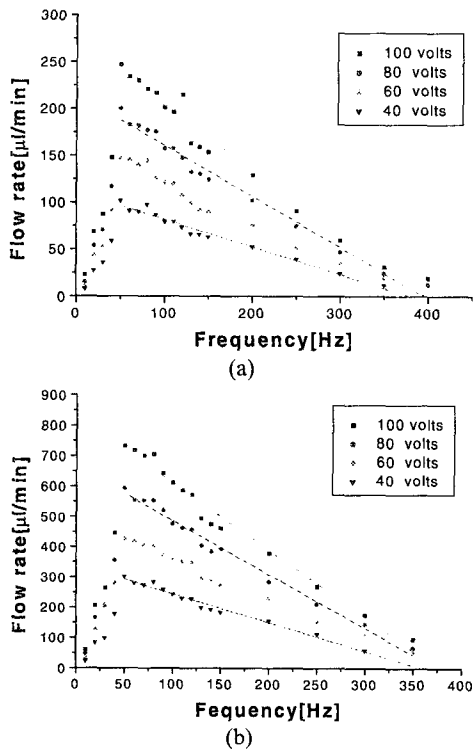 300
250
200
150
100
50
0
Flow rate[μl/min]
100 volts
80 volts
60 volts
40 volts
0 50 100 150 200 250 300 350 400
Frequency[Hz]
(a)
900
800
700
600
500
400
300
200
100
0
Flow rate[μl/min]
100 volts
80 volts
60 volts
40 volts
0 50 100 150 200 250 300 350 400
Fequency[Hz]
(b)